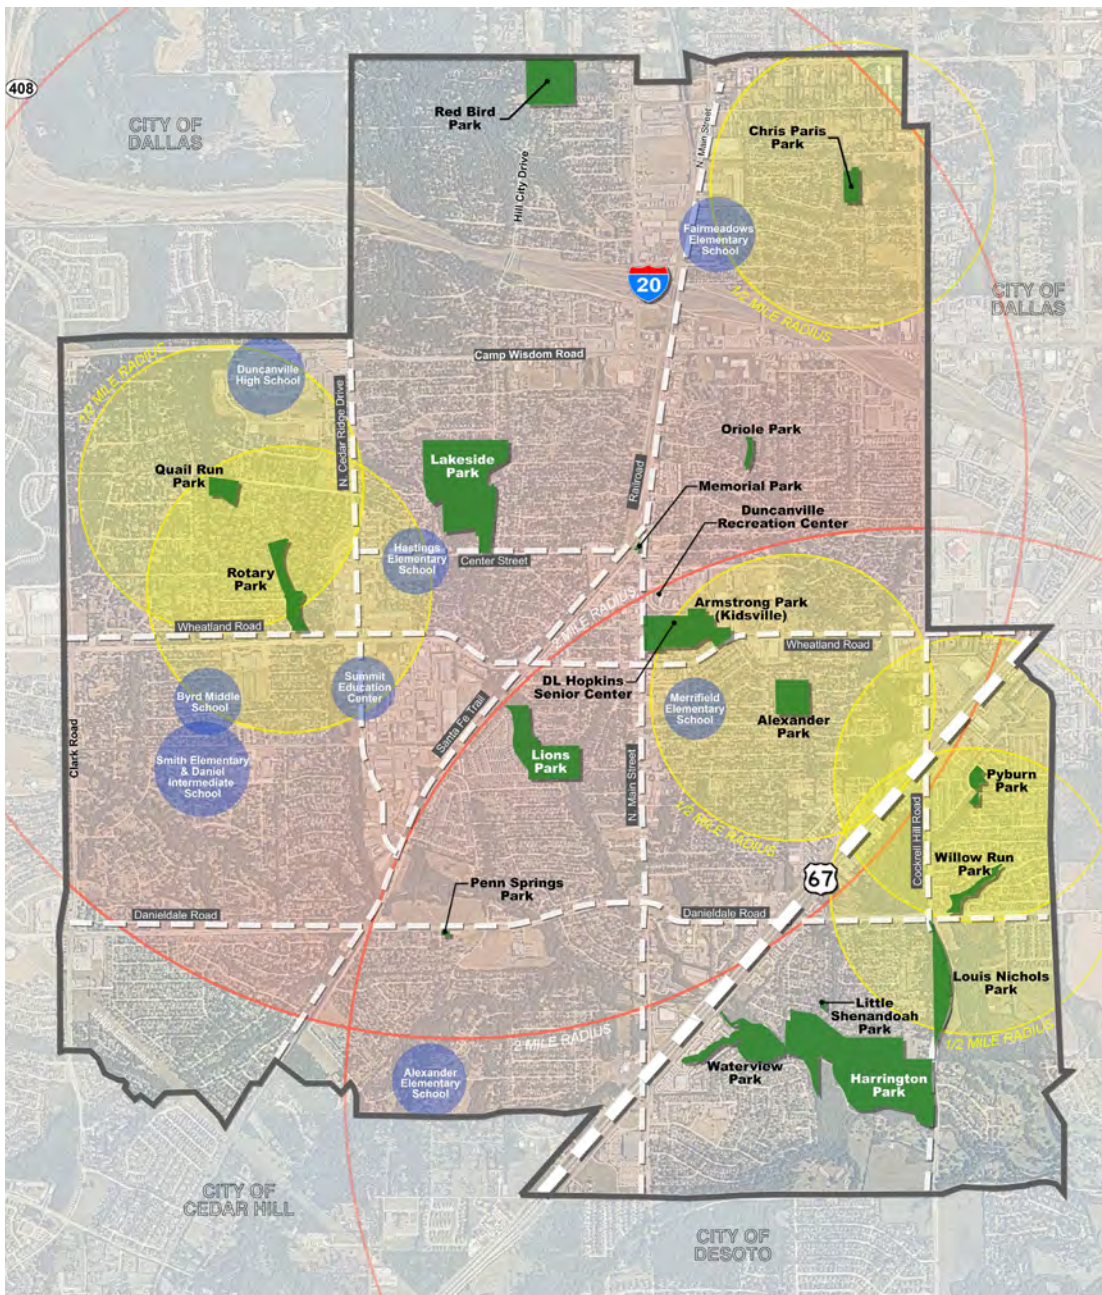 408
CITY OF
DALLAS
Red Bird
Park
Hill City Drive
N. Main Street
Chris Paris
Park
Fairmeadows
Elementary
School
20
1/2 MILE RADIUS
CITY OF
DALLAS
Camp Wisdom Road
1/2 MILE RADIUS
Duncanville
High School
N. Cedar Ridge Drive
Quail Run
Park
Lakeside
Park
Oriole Park
Railroad
Memorial Park
Duncanville
Recreation Center
Hastings
Elementary
School
Center Street
Rotary
Park
2 MILE RADIUS
Armstrong Park
(Kidsville)
Wheatland Road
Wheatland Road
DL Hopkins
Senior Center
Summit
Education
Center
Byrd Middle
School
Merrifield
Elementary
School
Alexander
Park
Clark Road
Santa Fe Trail
Smith Elementary
& Daniel
Intermediate
School
Lions
Park
N. Main Street
1/2 MILE RADIUS
Pyburn
Park
Cockrell Hill Road
Willow Run
Park
67
Penn Springs
Park
Danieldale Road
Danieldale Road
Louis Nichols
Park
Little
Shenandoah
Park
2 MILE RADIUS
1/2 MILE RADIUS
Waterview
Park
Harrington
Park
Alexander
Elementary
School
CITY OF
CEDAR HILL
CITY OF
DESOTO